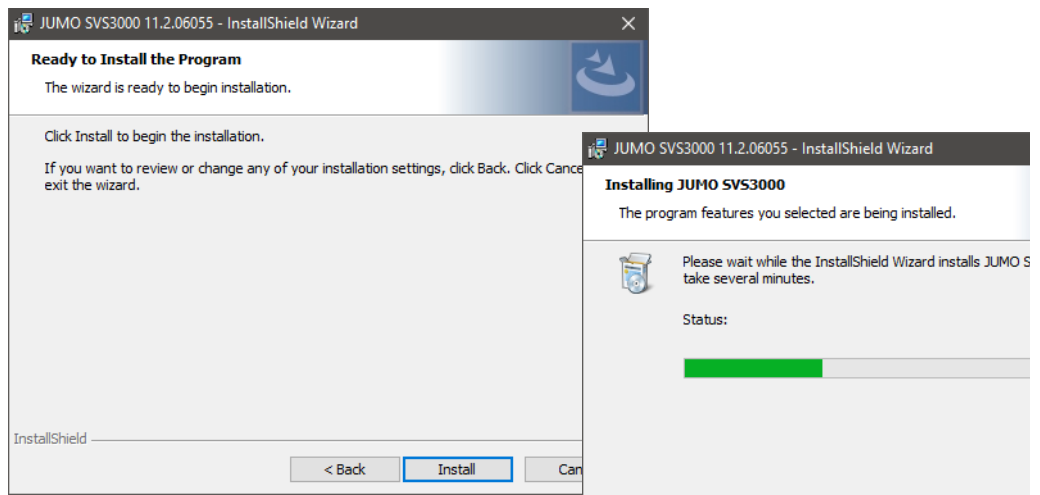 JUMO SVS3000 11.2.06055 - InstallShield Wizard
Ready to Install the Program
The wizard is ready to begin installation.
Click Install to begin the installation.
If you want to review or change any of your installation settings, click Back. Click Cance
exit the wizard.
InstallShield
< Back
Install
Can
JUMO SVS3000 11.2.06055 - InstallShield Wizard
Installing JUMO SVS3000
The program features you selected are being installed.
Please wait while the InstallShield Wizard installs JUMO S
take several minutes.
Status: